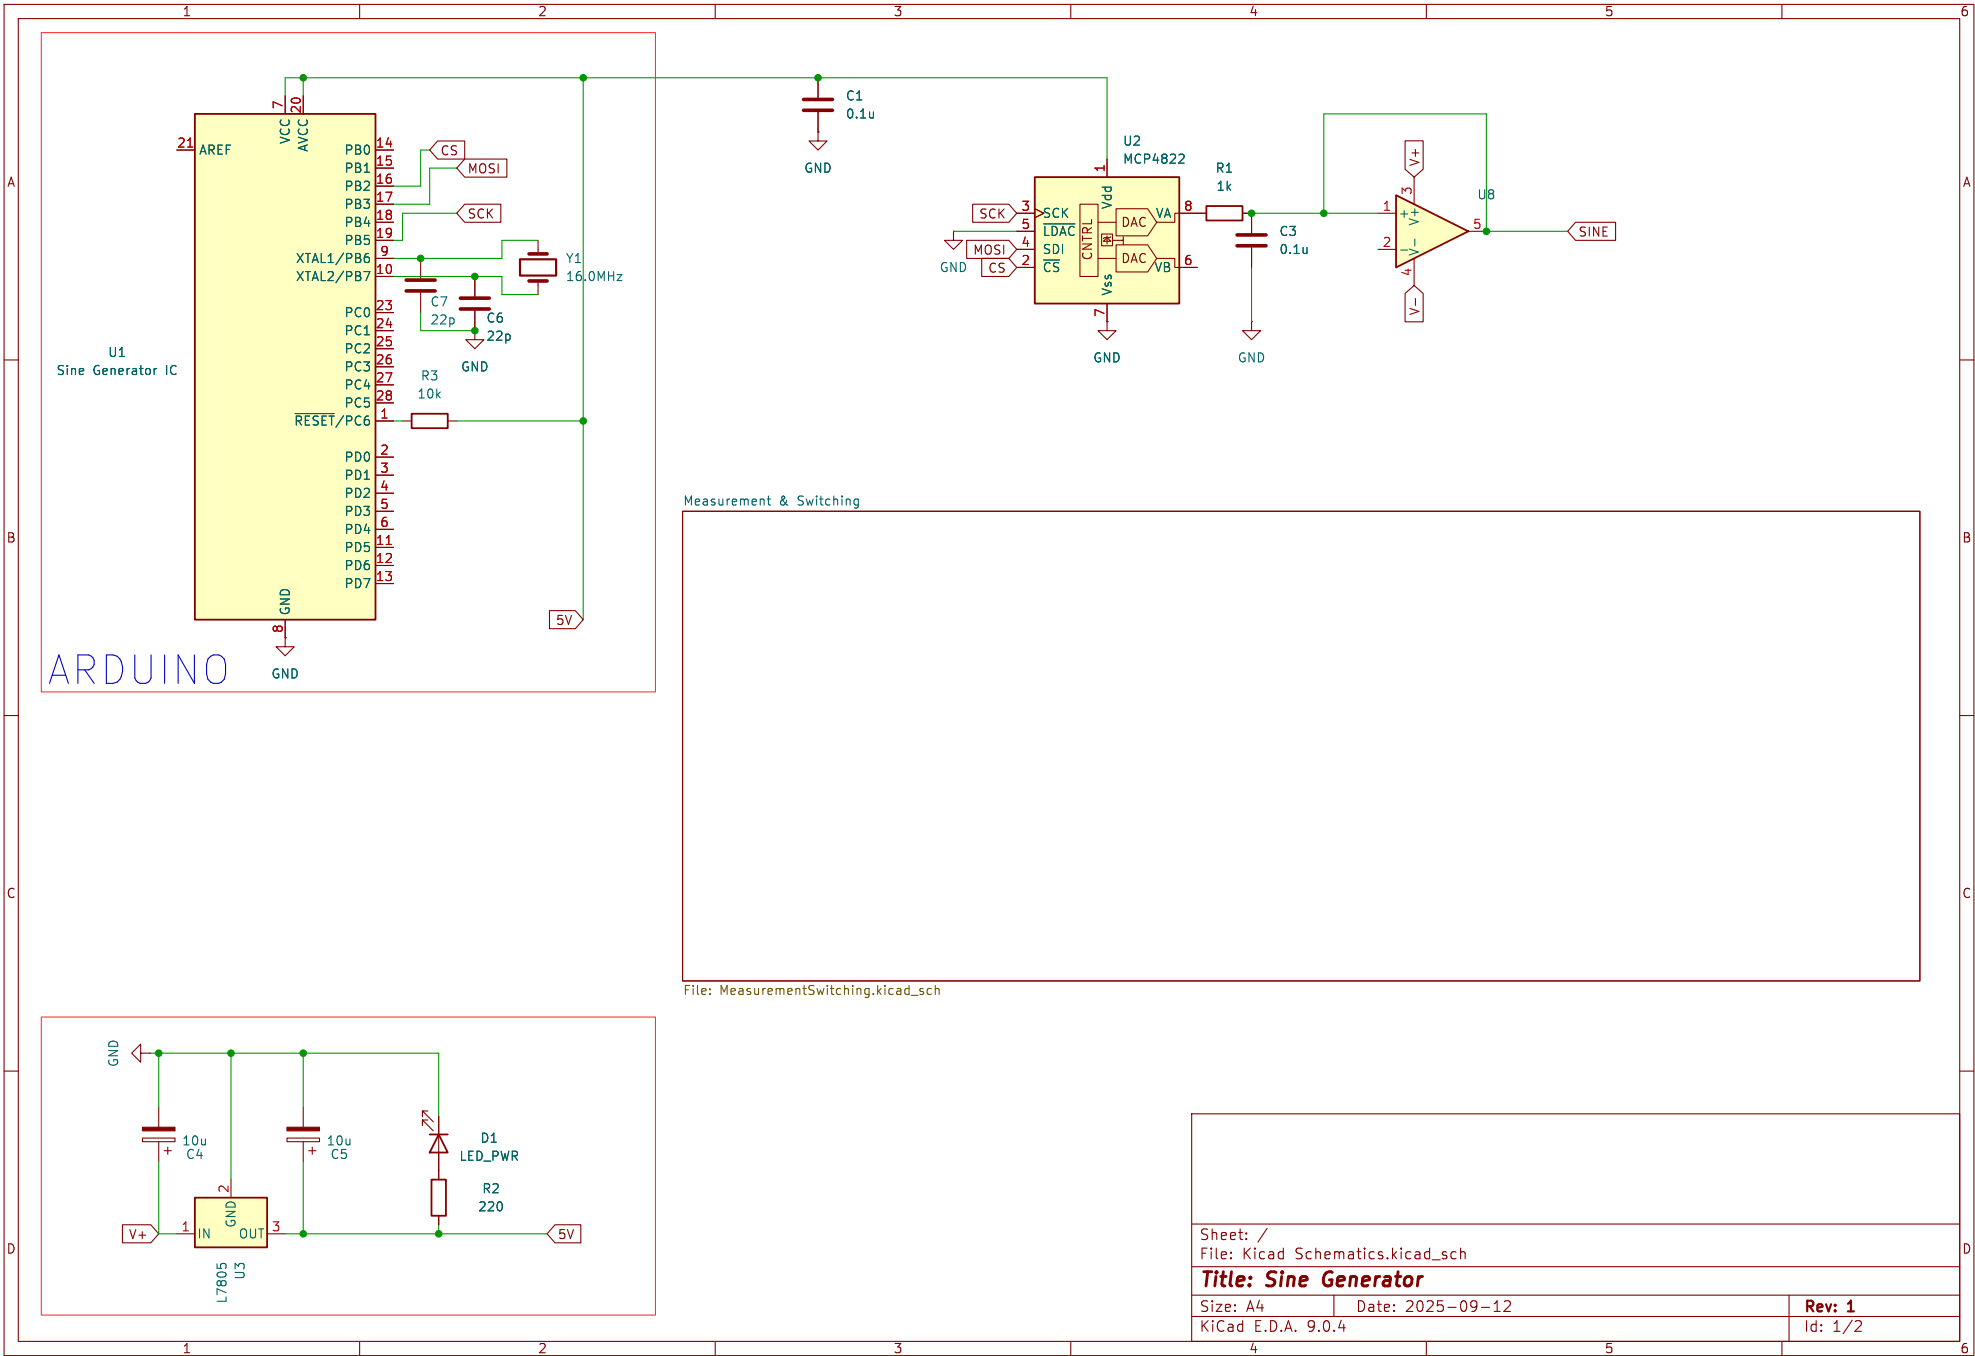 1 2 3 4 5 6
A
B
C
D
7 20
VCC
AVCC
21 AREF
PB0 14
PB1 15
PB2 16
PB3 17
PB4 18
PB5 19
XTAL1/PB6 9
XTAL2/PB7 10
PC0 23
PC1 24
PC2 25
PC3 26
PC4 27
PC5 28
RESET/PC6 1
PD0 2
PD1 3
PD2 4
PD3 5
PD4 6
PD5 11
PD6 12
PD7 13
GND
8
GND
U1
Sine Generator IC
CS
MOSI
SCK
Y1
16.0MHz
C7
22p
C6
22p
GND
R3
10k
5V
ARDUINO
C1
0.1u
GND
U2
MCP4822
1
Vdd
SCK 3 SCK
5 LDAC
MOSI 4 SDI
CS 2 CS
GND
CNTRL
DAC
DAC
VA 8
VB 6
Vss
7
GND
R1
1k
C3
0.1u
GND
V+
3
U8
1 +
V+
2 -
V-
5
4
V-
SINE
Measurement & Switching
File: MeasurementSwitching.kicad_sch
GND
10u
C4
+
10u
C5
+
D1
LED_PWR
R2
220
V+
1 IN
2
GND
OUT 3
5V
L7805
U3
Sheet: /
File: Kicad Schematics.kicad_sch
Title: Sine Generator
Size: A4 Date: 2025-09-12 Rev: 1
KiCad E.D.A. 9.0.4 Id: 1/2
A
B
C
D
1 2 3 4 5 6